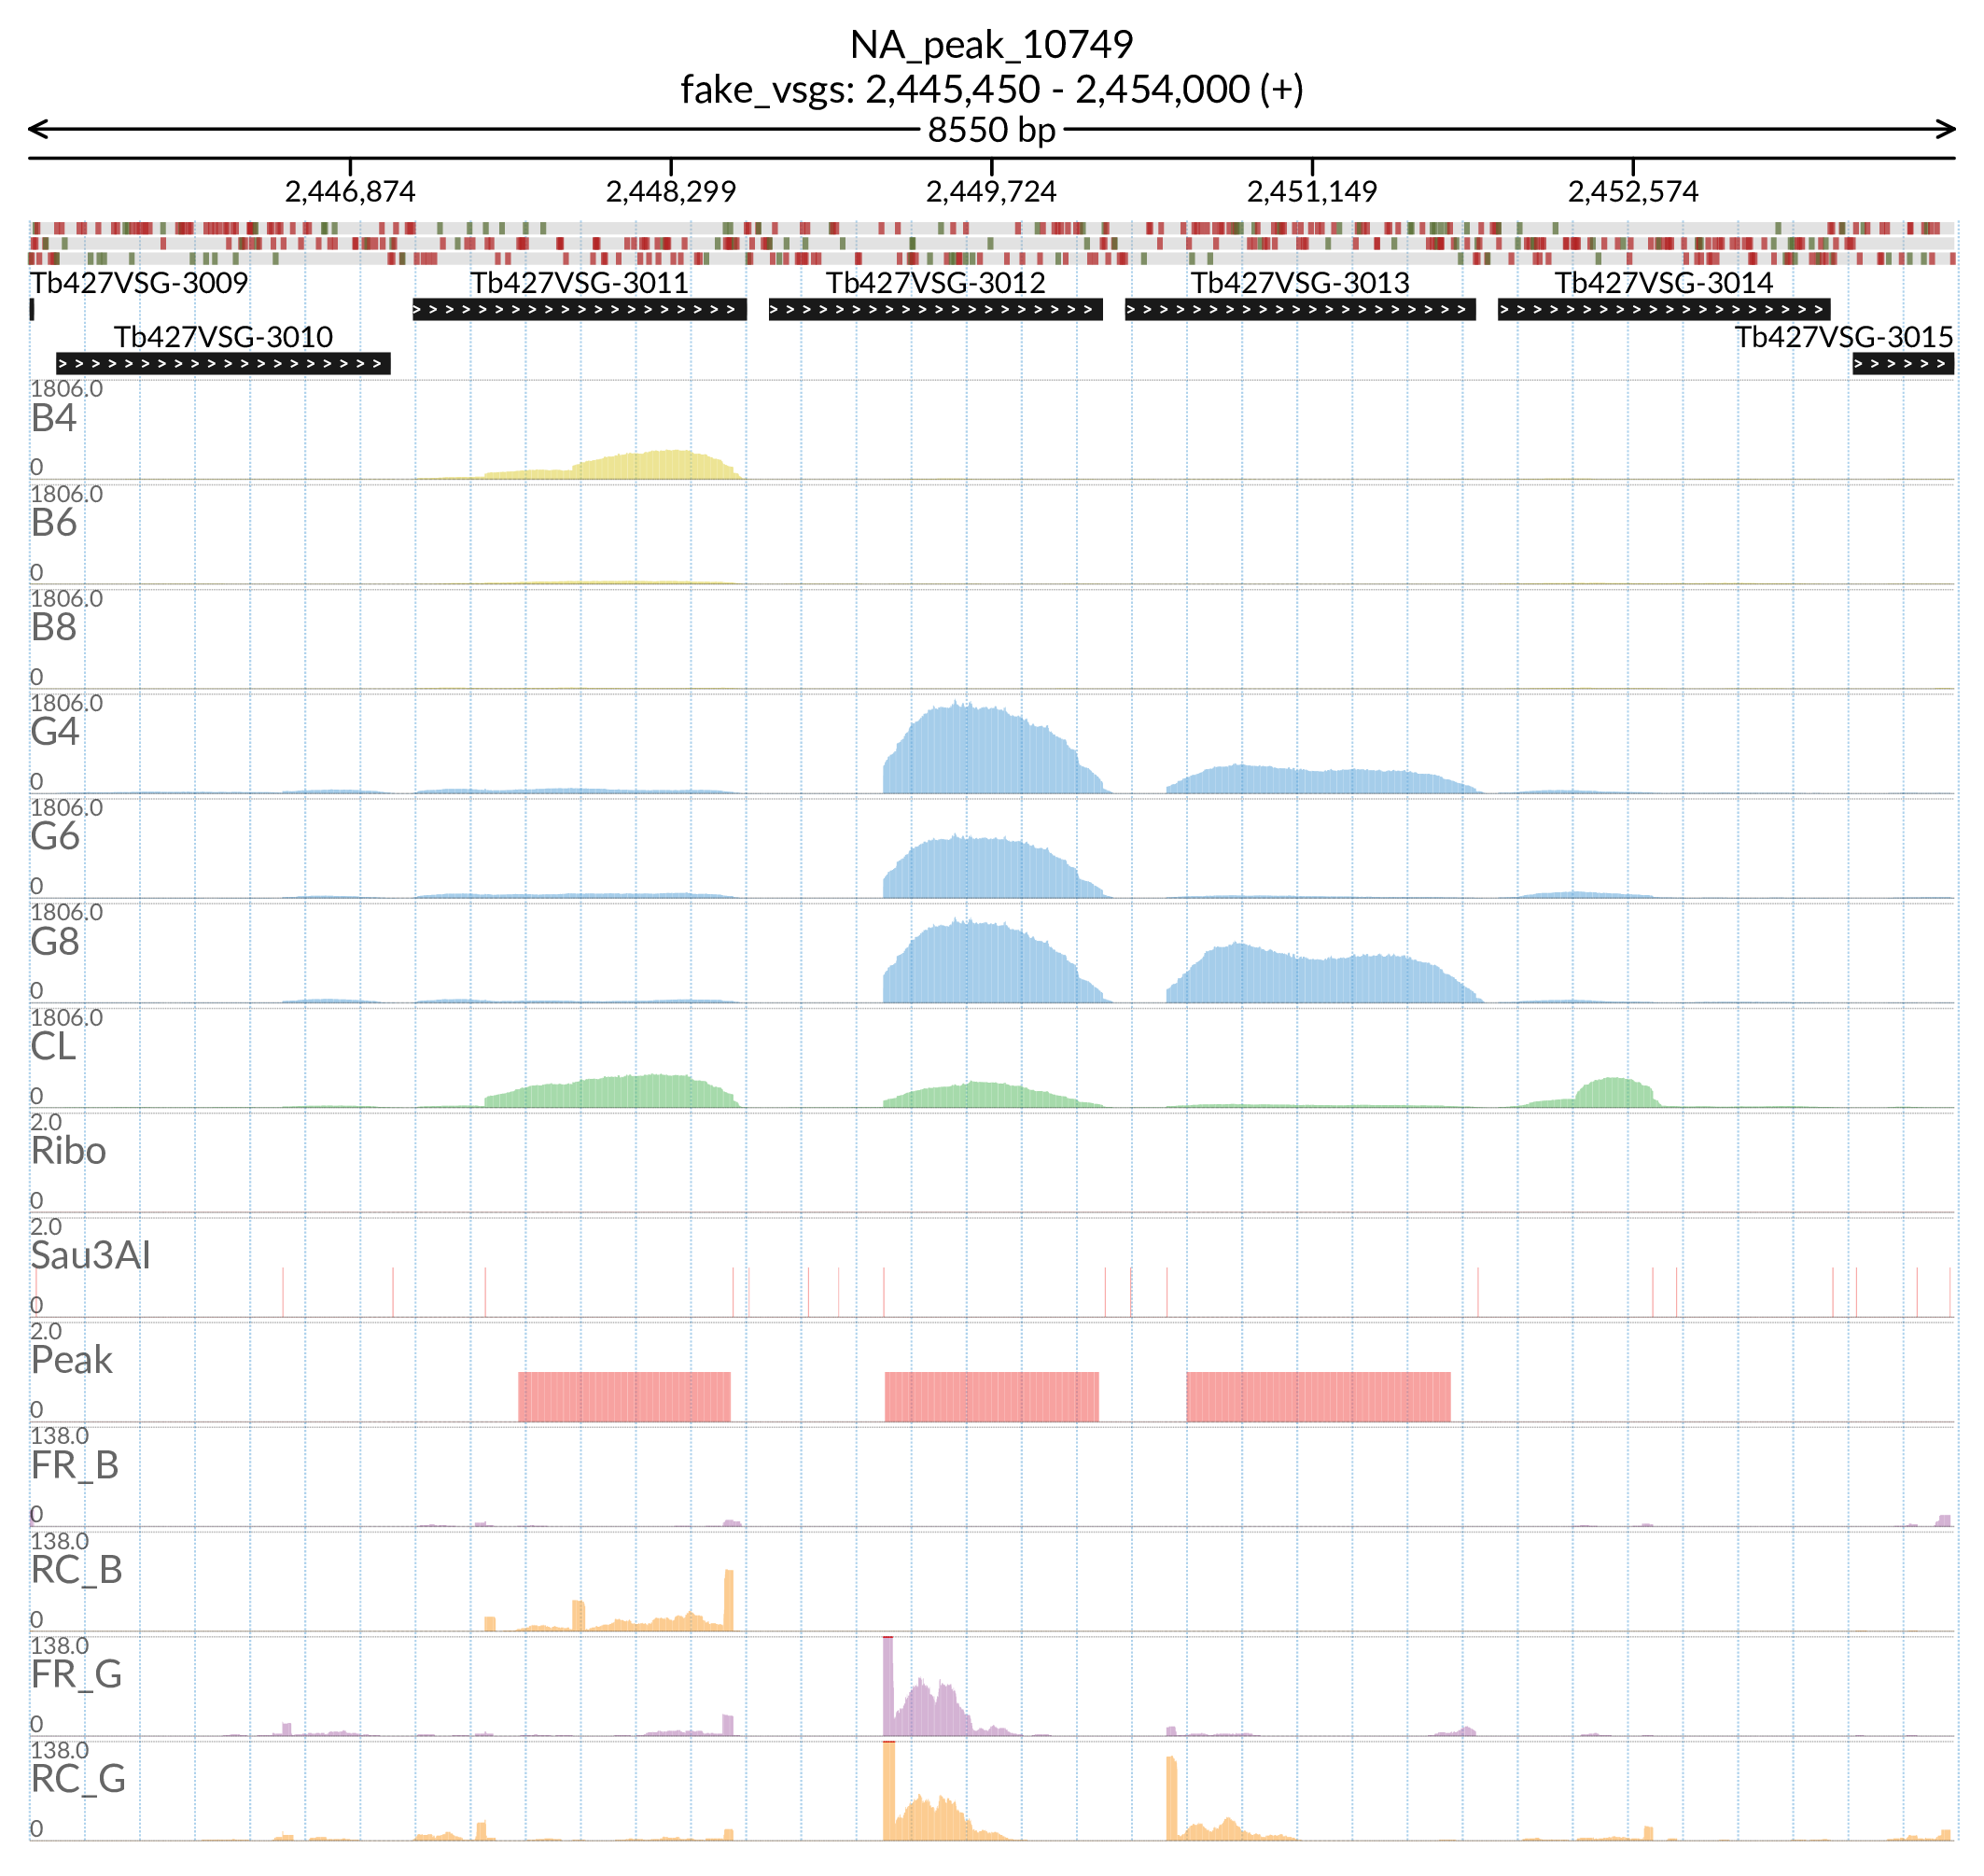 NA_peak_10749
fake_vsgs: 2,445,450 - 2,454,000 (+)
8550 bp
2,446,874 2,448,299 2,449,724 2,451,149 2,452,574
Tb427VSG-3009 Tb427VSG-3011 Tb427VSG-3012 Tb427VSG-3013 Tb427VSG-3014
Tb427VSG-3010 Tb427VSG-3015
1806.0
B4
0
1806.0
B6
0
1806.0
B8
0
1806.0
G4
0
1806.0
G6
0
1806.0
G8
0
1806.0
CL
0
2.0
Ribo
0
2.0
Sau3AI
0
2.0
Peak
0
138.0
FR_B
0
138.0
RC_B
0
138.0
FR_G
0
138.0
RC_G
0